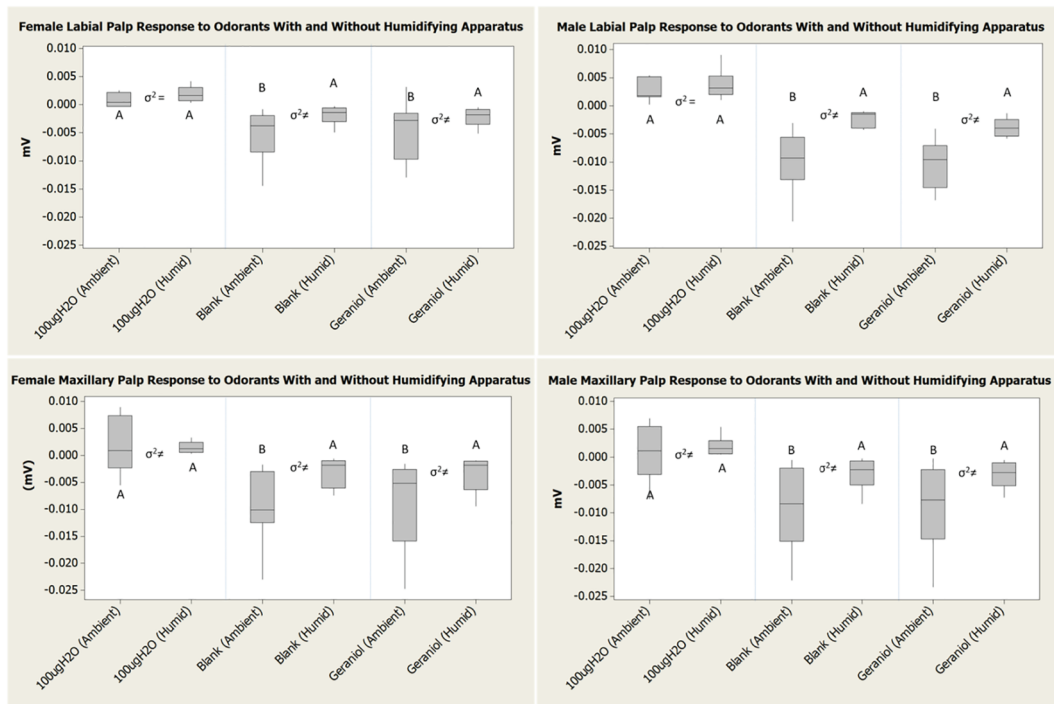 Female Labial Palp Response to Odorants With and Without Humidifying Apparatus
0.010
0.005
0.000
-0.005
-0.010
-0.015
-0.020
-0.025
mV
A
σ²=
A
B
σ²≠
A
B
σ²≠
A
100ugH2O (Ambient)
100ugH2O (Humid)
Blank (Ambient)
Blank (Humid)
Geraniol (Ambient)
Geraniol (Humid)
Male Labial Palp Response to Odorants With and Without Humidifying Apparatus
0.010
0.005
0.000
-0.005
-0.010
-0.015
-0.020
-0.025
mV
A
σ²=
A
B
σ²≠
A
B
σ²≠
A
100ugH2O (Ambient)
100ugH2O (Humid)
Blank (Ambient)
Blank (Humid)
Geraniol (Ambient)
Geraniol (Humid)
Female Maxillary Palp Response to Odorants With and Without Humidifying Apparatus
0.010
0.005
0.000
-0.005
-0.010
-0.015
-0.020
-0.025
(mV)
A
σ²≠
A
B
σ²≠
A
B
σ²≠
A
100ugH2O (Ambient)
100ugH2O (Humid)
Blank (Ambient)
Blank (Humid)
Geraniol (Ambient)
Geraniol (Humid)
Male Maxillary Palp Response to Odorants With and Without Humidifying Apparatus
0.010
0.005
0.000
-0.005
-0.010
-0.015
-0.020
-0.025
mV
A
σ²≠
A
B
σ²≠
A
B
σ²≠
A
100ugH2O (Ambient)
100ugH2O (Humid)
Blank (Ambient)
Blank (Humid)
Geraniol (Ambient)
Geraniol (Humid)